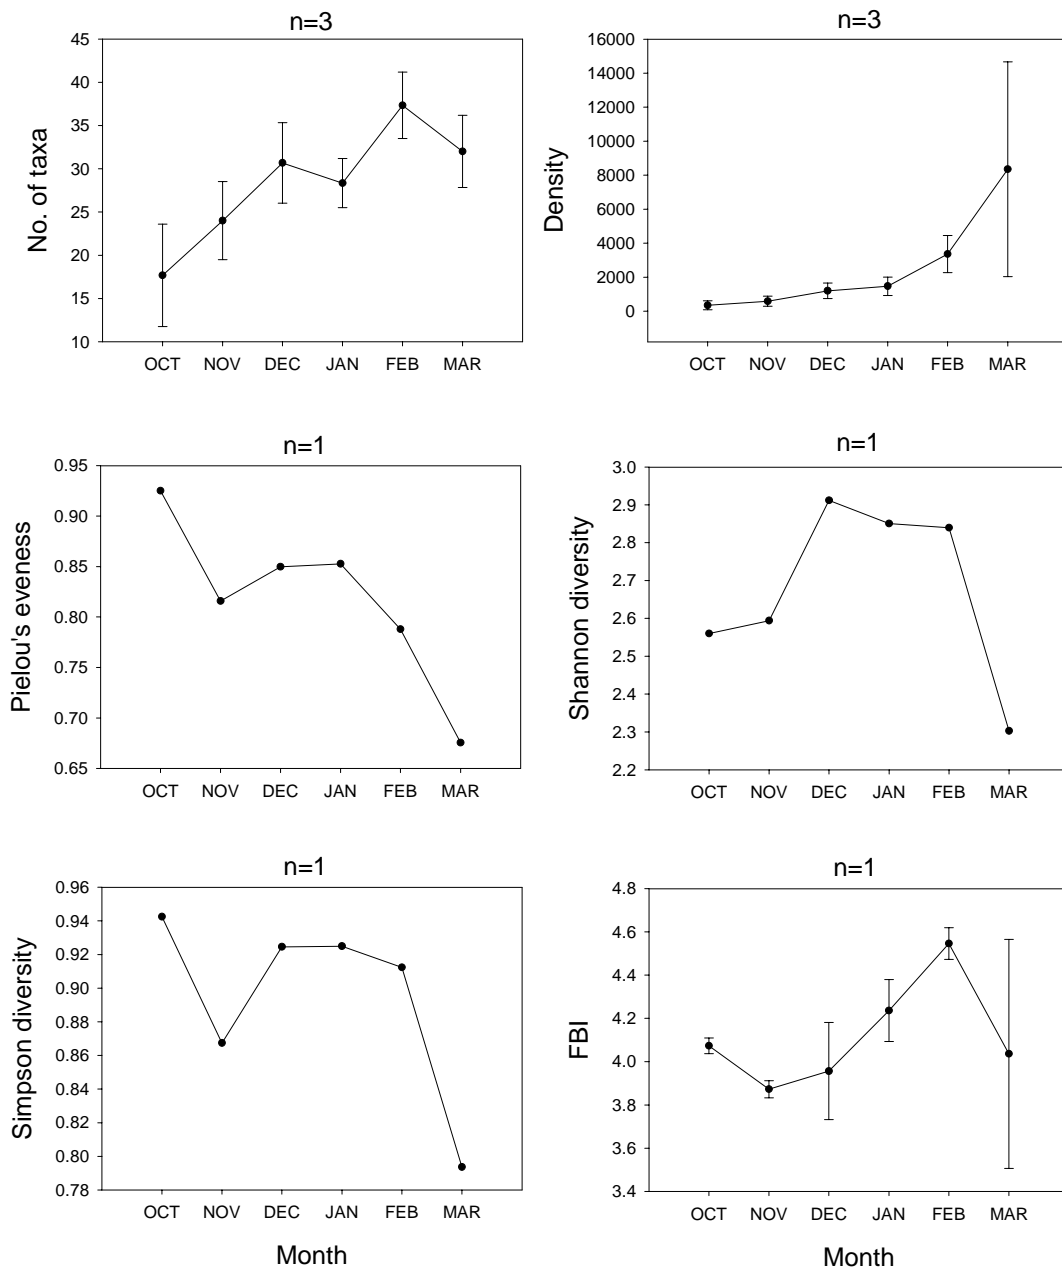 n=3
No. of taxa
45
40
35
30
25
20
15
10
OCT NOV DEC JAN FEB MAR
n=3
Density
16000
14000
12000
10000
8000
6000
4000
2000
0
OCT NOV DEC JAN FEB MAR
n=1
Pielou's eveness
0.95
0.90
0.85
0.80
0.75
0.70
0.65
OCT NOV DEC JAN FEB MAR
n=1
Shannon diversity
3.0
2.9
2.8
2.7
2.6
2.5
2.4
2.3
2.2
OCT NOV DEC JAN FEB MAR
n=1
Simpson diversity
0.96
0.94
0.92
0.90
0.88
0.86
0.84
0.82
0.80
0.78
OCT NOV DEC JAN FEB MAR
Month
n=1
FBI
4.8
4.6
4.4
4.2
4.0
3.8
3.6
3.4
OCT NOV DEC JAN FEB MAR
Month